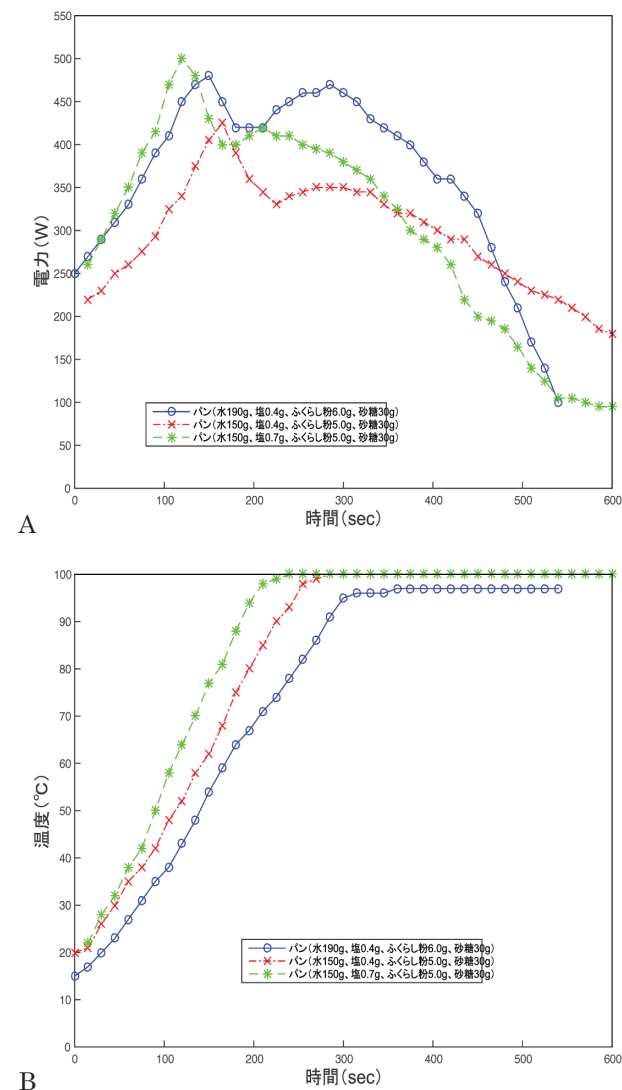 550
500
450
400
350
300
250
200
150
100
50
0
電力(W)
パン(水190g、塩0.4g、ふくらし粉6.0g、砂糖30g)
パン(水150g、塩0.4g、ふくらし粉5.0g、砂糖30g)
パン(水150g、塩0.7g、ふくらし粉5.0g、砂糖30g)
0 100 200 300 400 500 600
時間(sec)
A
100
90
80
70
60
50
40
30
20
10
0
温度(℃)
パン(水190g、塩0.4g、ふくらし粉6.0g、砂糖30g)
パン(水150g、塩0.4g、ふくらし粉5.0g、砂糖30g)
パン(水150g、塩0.7g、ふくらし粉5.0g、砂糖30g)
0 100 200 300 400 500 600
時間(sec)
B